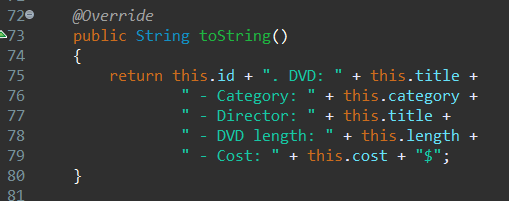 72 @Override
73 public String toString()
74 {
75 return this.id + ". DVD: " + this.title +
76 " - Category: " + this.category +
77 " - Director: " + this.title +
78 " - DVD length: " + this.length +
79 " - Cost: " + this.cost + "$";
80 }
81